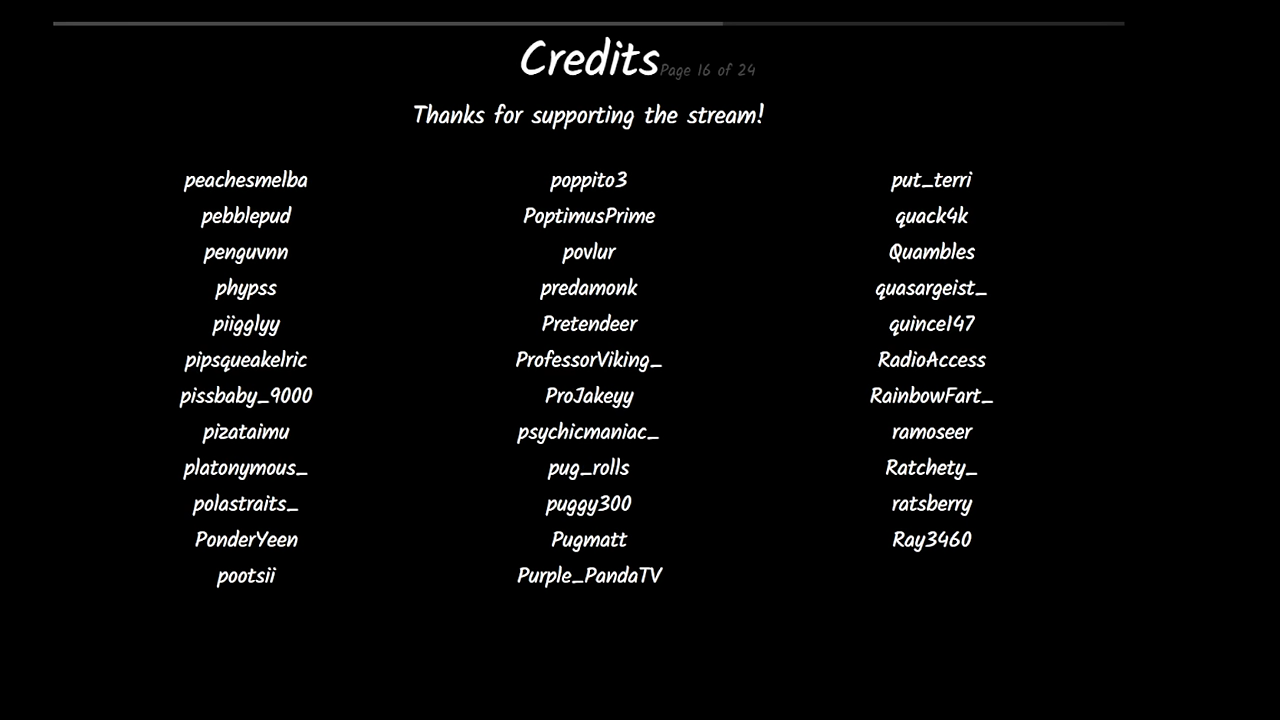 Credits Page 16 of 24
Thanks for supporting the stream!
peachesmelba
pebblepud
penguvnn
phypss
piigglyy
pipsqueakelric
pissbaby_9000
pizataimu
platonymous_
polastraits_
PonderYeen
pootsii
poppito3
PoptimusPrime
povlur
predamonk
Pretendeer
ProfessorViking_
ProJakeyy
psychicmaniac_
pug_rolls
puggy300
Pugmatt
Purple_PandaTV
put_terri
quack4k
Quambles
quasargeist_
quince147
RadioAccess
RainbowFart_
ramoseer
Ratchety_
ratsberry
Ray3460